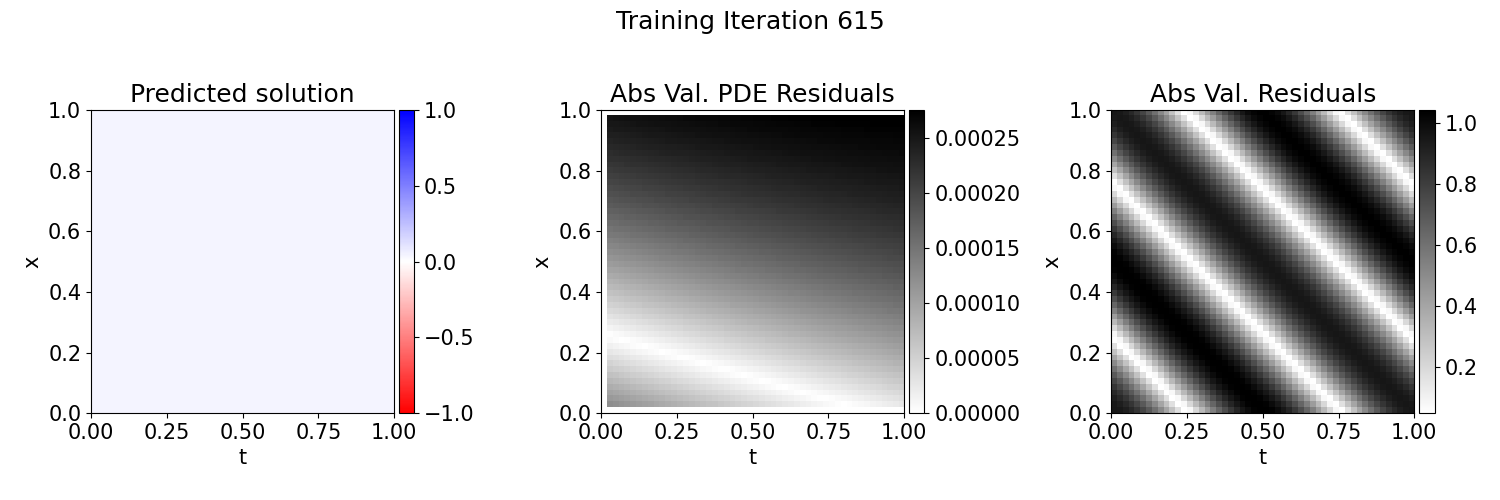 Training Iteration 615
Predicted solution
1.0
0.8
0.6
0.4
0.2
0.0
x
0.00 0.25 0.50 0.75 1.00
t
1.0
0.5
0.0
−0.5
−1.0
Abs Val. PDE Residuals
1.0
0.8
0.6
0.4
0.2
0.0
x
0.00 0.25 0.50 0.75 1.00
t
0.00025
0.00020
0.00015
0.00010
0.00005
0.00000
Abs Val. Residuals
1.0
0.8
0.6
0.4
0.2
0.0
x
0.00 0.25 0.50 0.75 1.00
t
1.0
0.8
0.6
0.4
0.2